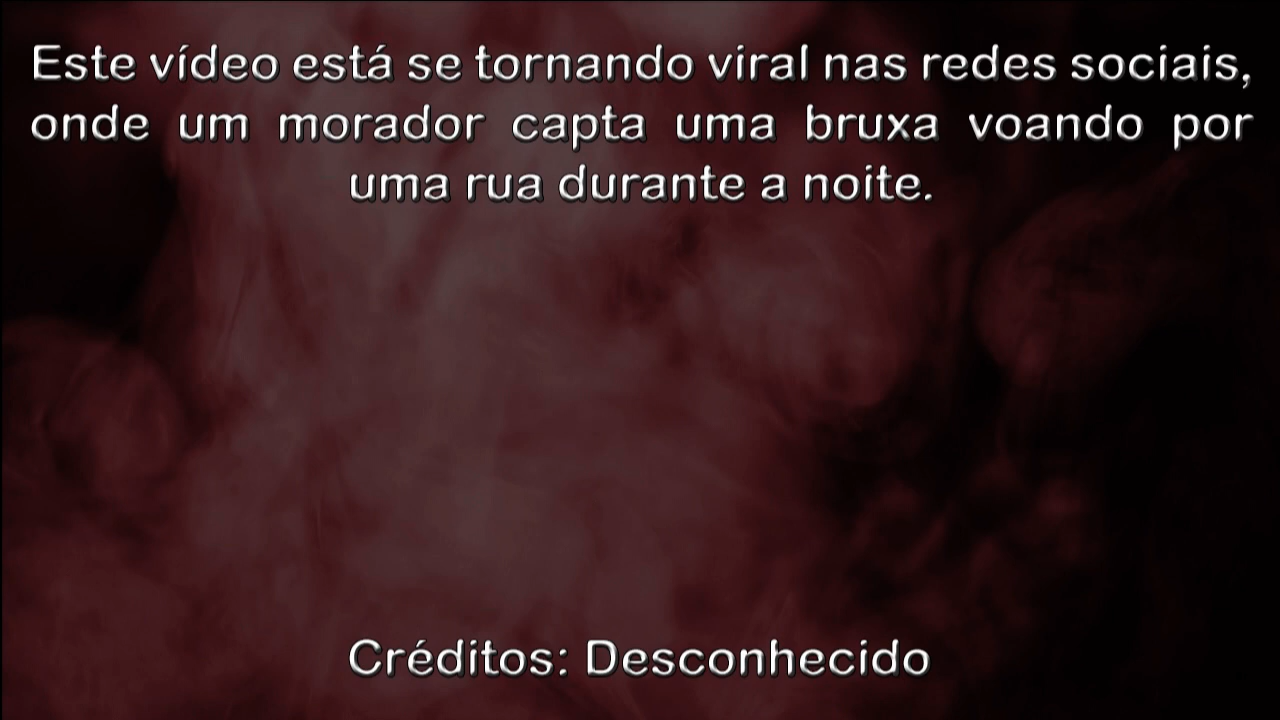 Este vídeo está se tornando viral nas redes sociais,
onde um morador capta uma bruxa voando por
uma rua durante a noite.
Créditos: Desconhecido